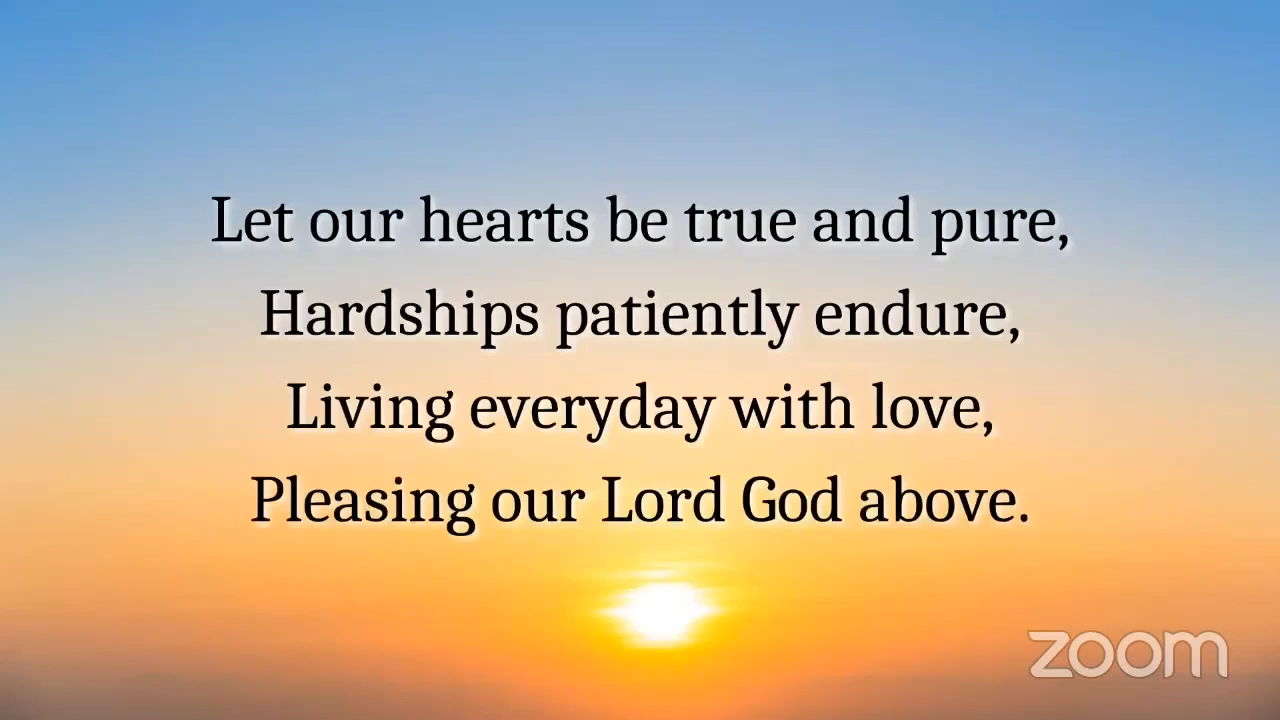 Let our hearts be true and pure,
Hardships patiently endure,
Living everyday with love,
Pleasing our Lord God above.
zoom